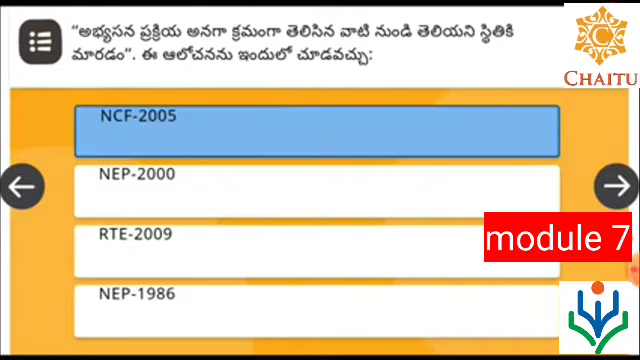 “అభ్యసన ప్రక్రియ అనగా క్రమంగా తెలిసిన వాటి నుండి తెలియని స్థితికి
మారడం”. ఈ ఆలోచనను ఇందులో చూడవచ్చు:
CHAITU
NCF-2005
NEP-2000
RTE-2009
module 7
NEP-1986